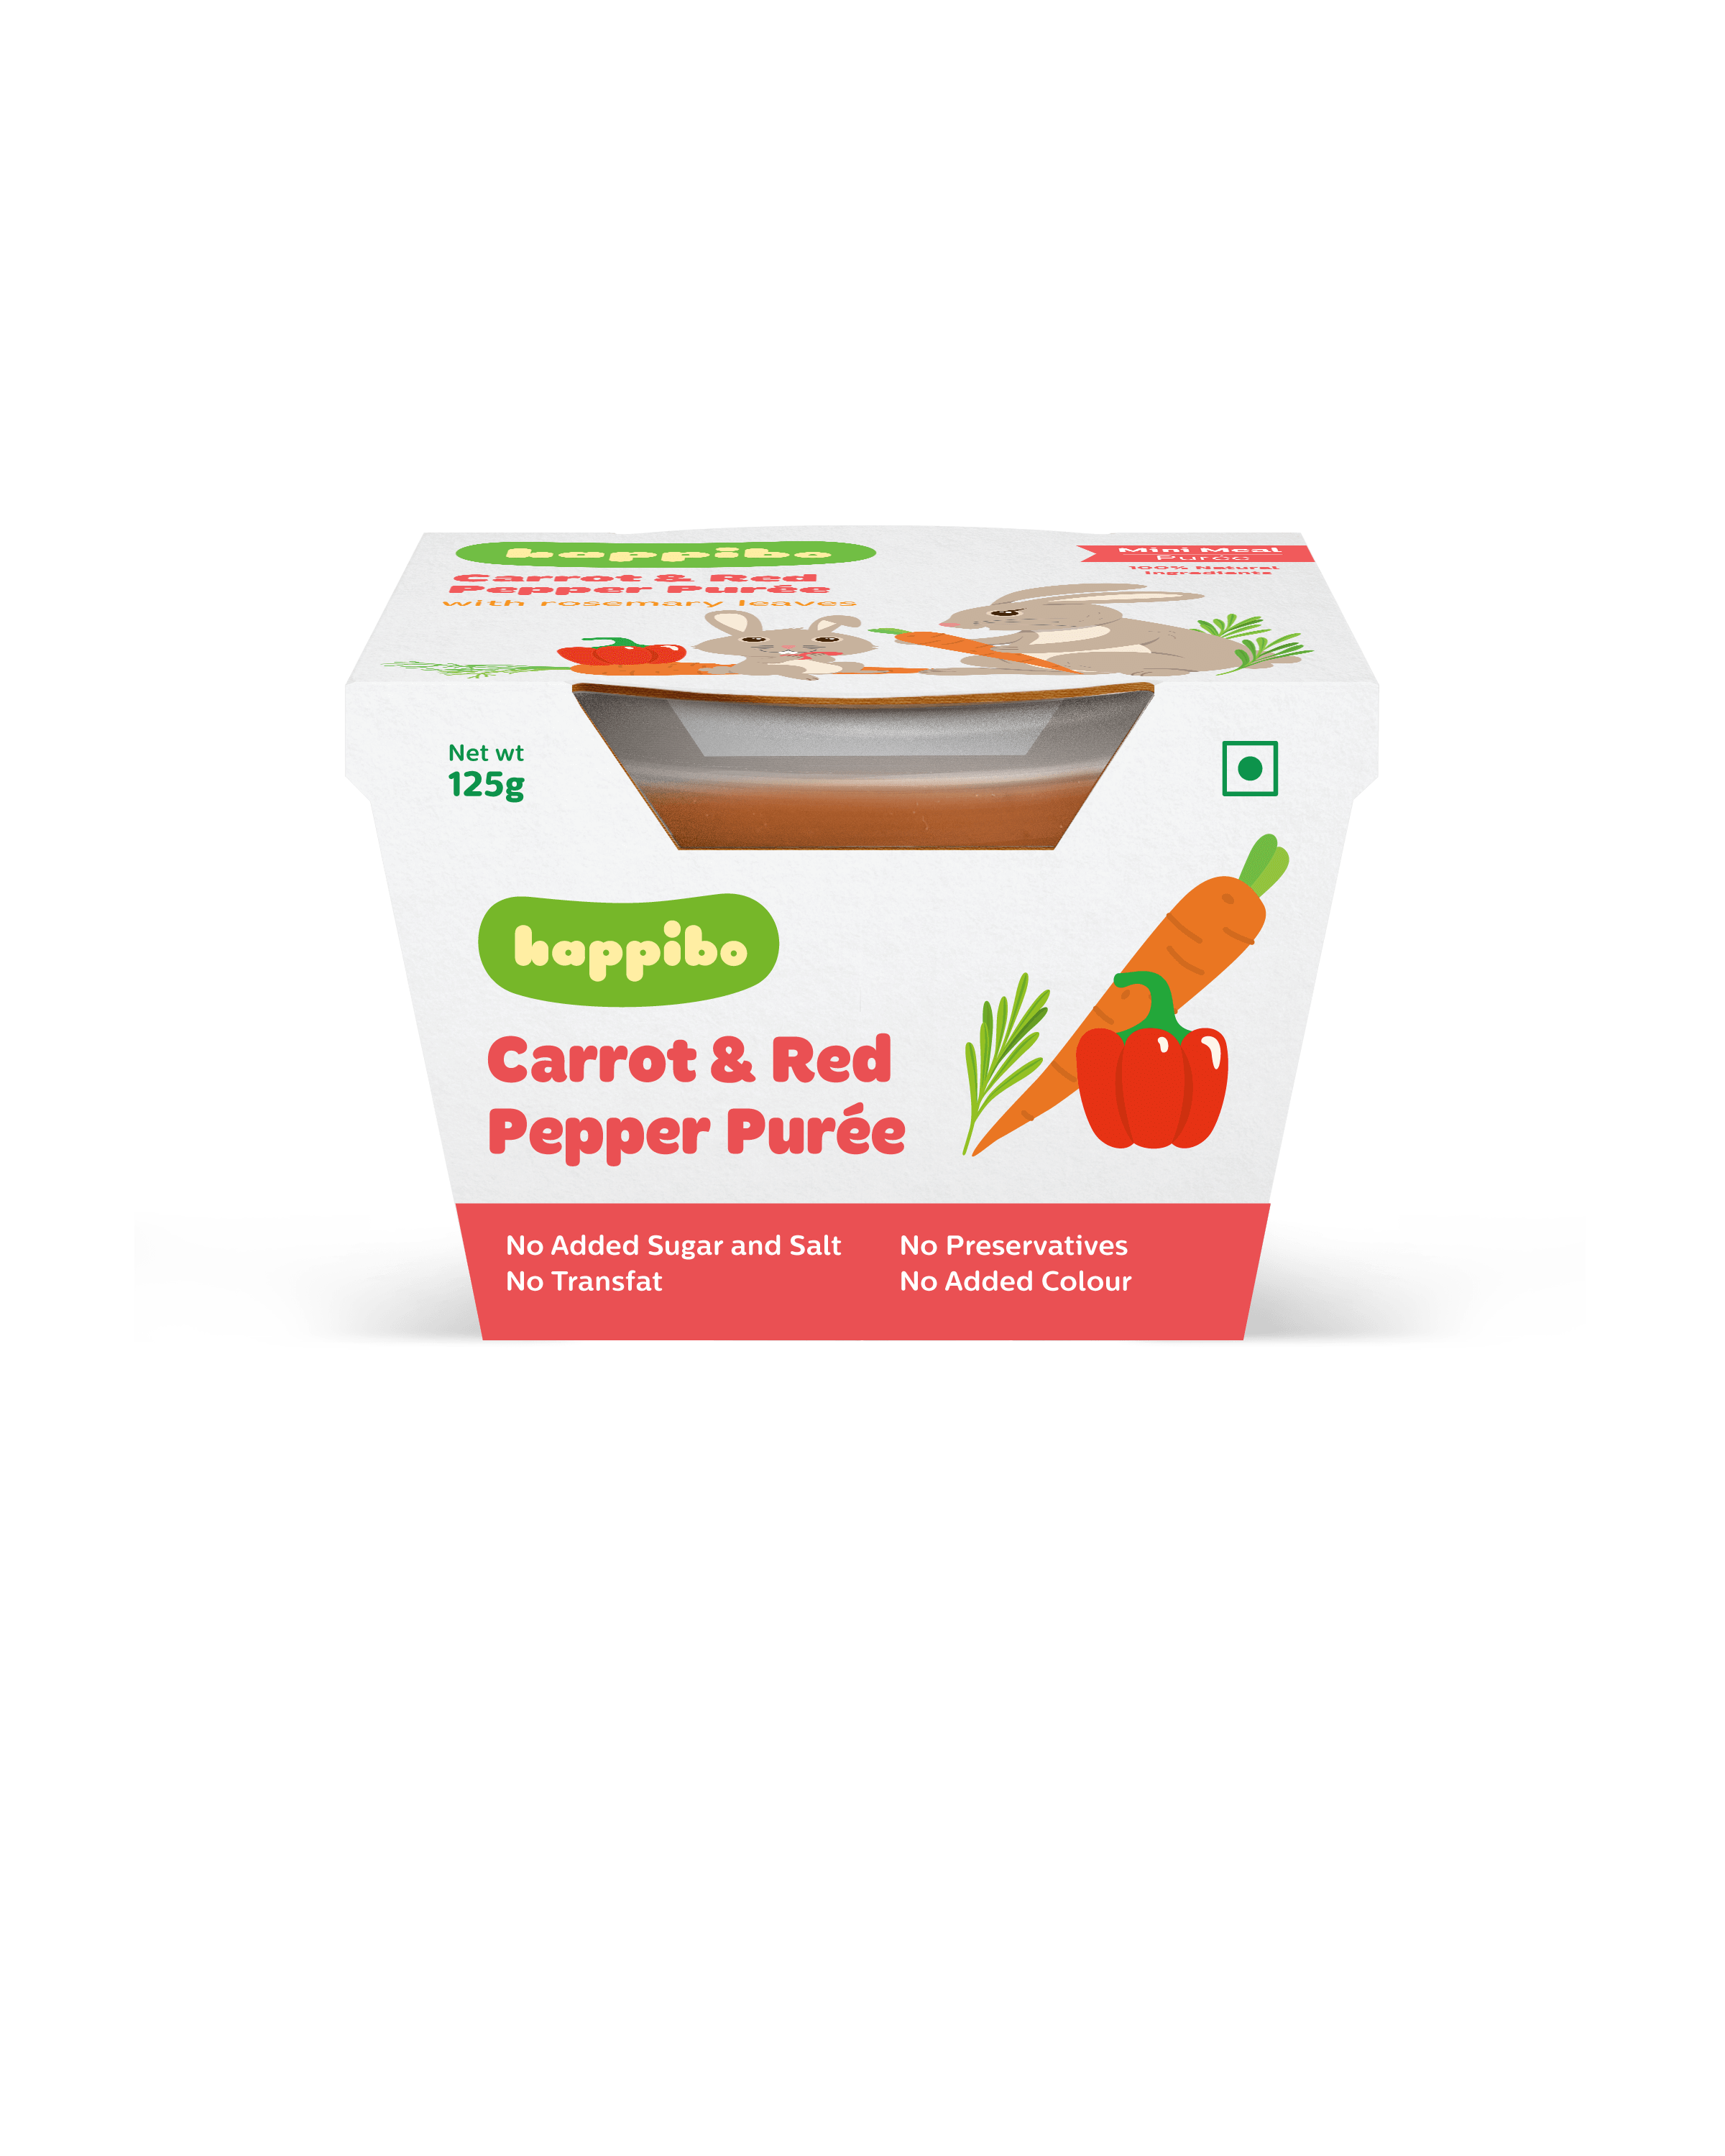 happibo
Carrot & Red
Pepper Purée
with rosemary leaves
Mini Meal
Purée
100% Natural
Ingredients
Net wt
125g
happibo
Carrot & Red
Pepper Purée
No Added Sugar and Salt
No Transfat
No Preservatives
No Added Colour